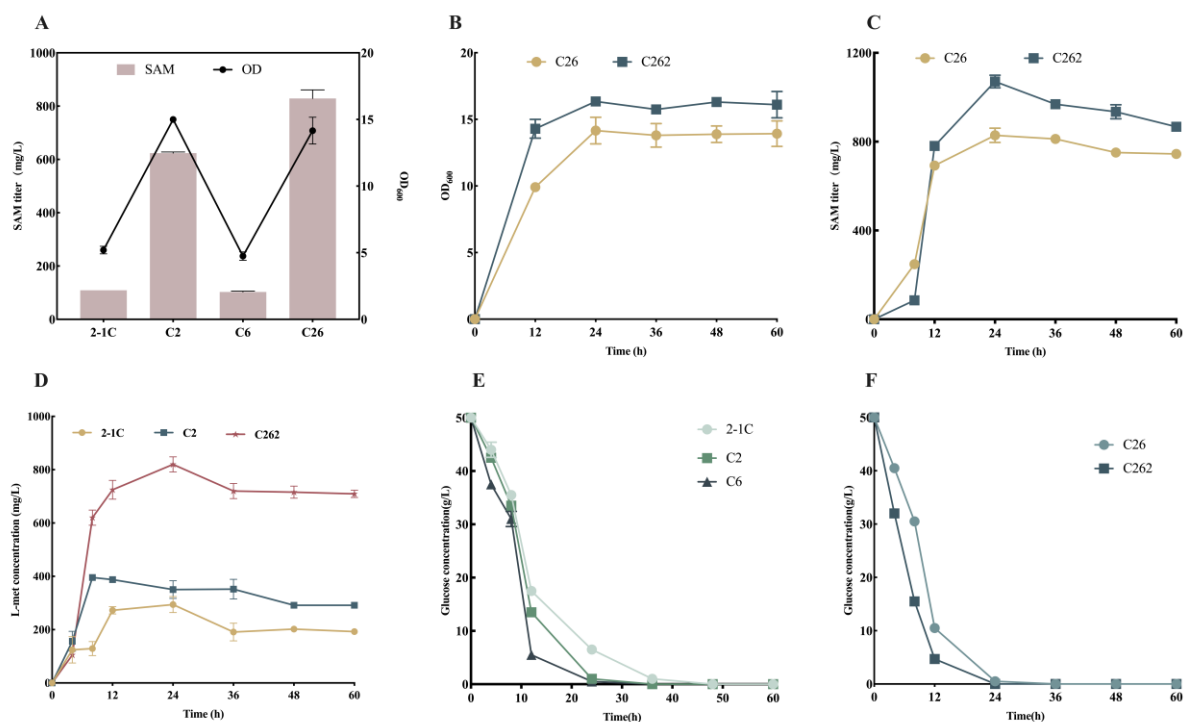 A
SAM
OD
1000
800
600
400
200
0
SAM titer（mg/L)
20
15
10
5
0
OD600
2-1C
C2
C6
C26
B
C26
C262
20
15
10
5
0
OD600
0
12
24
36
48
60
Time (h)
C
C26
C262
1200
800
400
0
SAM titer（mg/L)
0
12
24
36
48
60
Time (h)
D
2-1C
C2
C262
1000
800
600
400
200
0
L-met concentration (mg/L)
0
12
24
36
48
60
Time (h)
E
2-1C
C2
C6
50
40
30
20
10
0
Glucose concentration(g/L)
0
10
20
30
40
50
60
Time(h)
F
C26
C262
50
40
30
20
10
0
Glucose concentration(g/L)
0
12
24
36
48
60
Time(h)